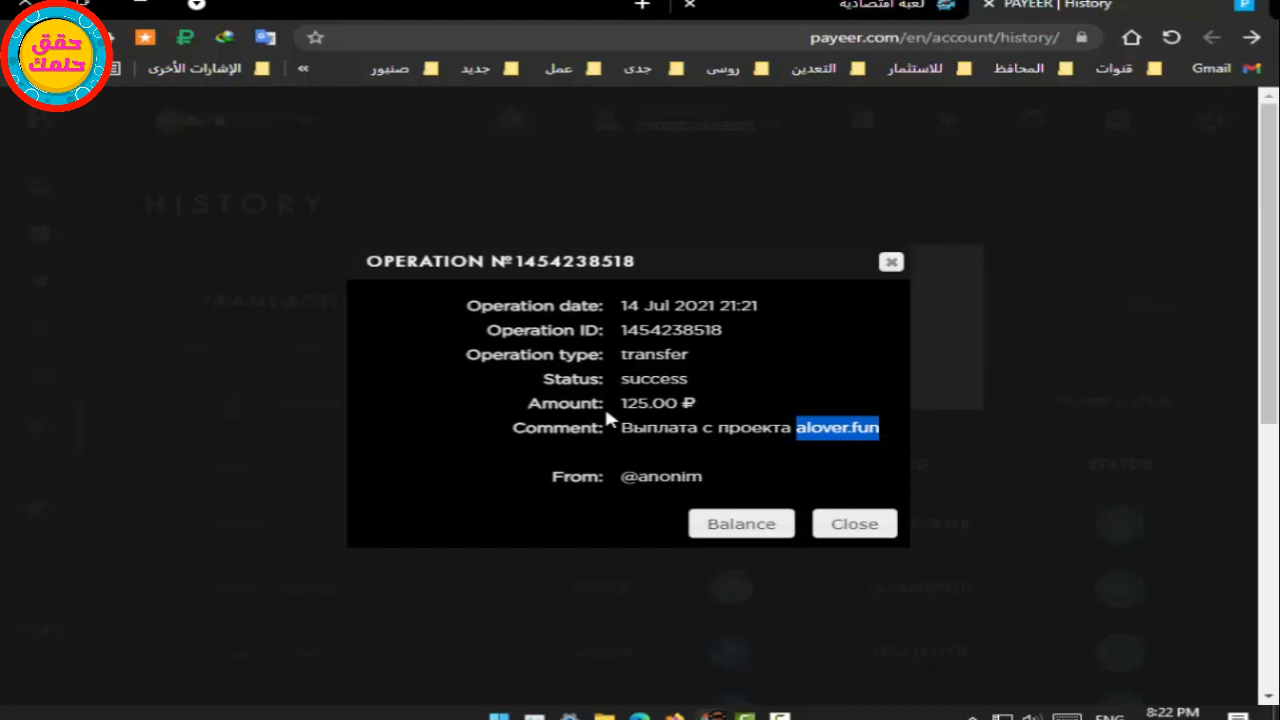 حقق
حلمك
لعبة اقتصادية
PAYEER | History
payeer.com/en/account/history/
الإشارات الأخرى
»
صنبور
جديد
عمل
جدى
روسى
التعدين
للاستثمار
المحافظ
قنوات
Gmail
HISTORY
OPERATION №1454238518
Operation date: 14 Jul 2021 21:21
Operation ID: 1454238518
Operation type: transfer
Status: success
Amount: 125.00 ₽
Comment: Выплата с проекта alover.fun
From: @anonim
Balance
Close
STATUS
ENG
8:22 PM